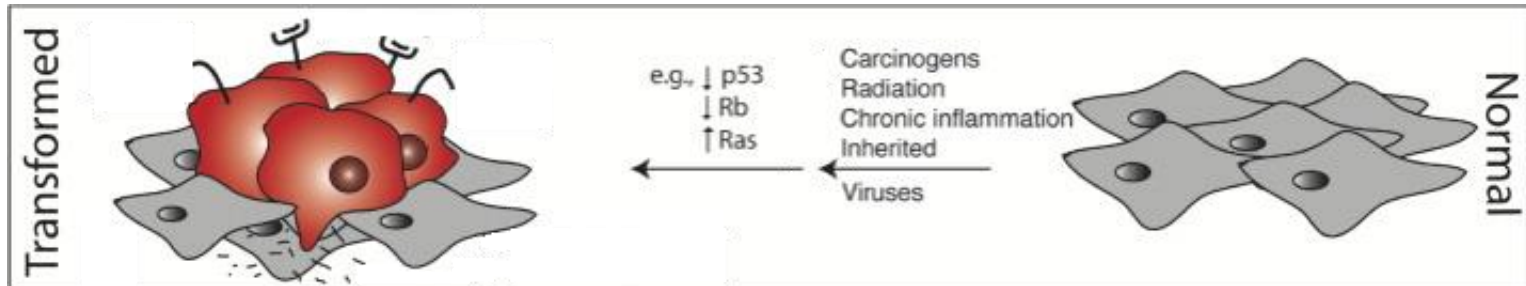 Transformed
e.g., ↓ p53
↓ Rb
↑ Ras
Carcinogens
Radiation
Chronic inflammation
Inherited
Viruses
Normal